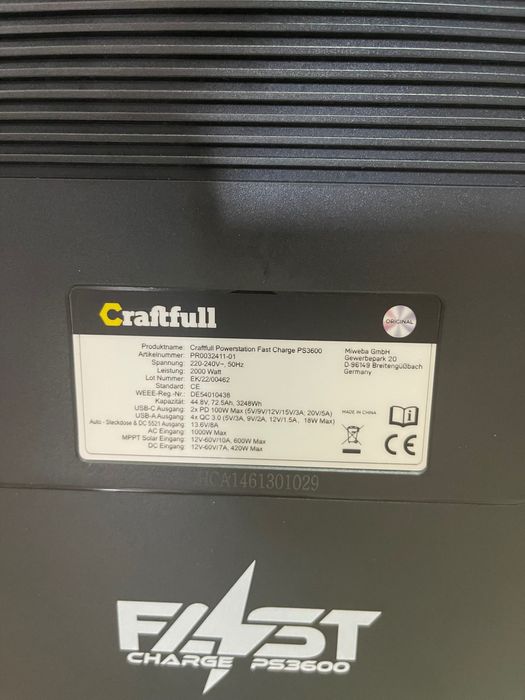 Craftfull
ORIGINAL
Produktname: Craftfull Powerstation Fast Charge PS3600
Artikelnummer: PR0032411-01
Spannung: 220-240V~, 50Hz
Leistung: 2000 Watt
Lot Nummer: EK/22/00462
Standard: CE
WEEE-Reg.-Nr.: DE54010438
Kapazität: 44.8V, 72.5Ah, 3248Wh
USB-C Ausgang: 2x PD 100W Max (5V/9V/12V/15V/3A, 20V/5A)
USB-A Ausgang: 4x QC 3.0 (5V/3A, 9V/2A, 12V/1.5A, 18W Max)
Auto - Steckdose & DC 5521 Ausgang: 13.6V/8A
AC Eingang: 1000W Max
MPPT Solar Eingang: 12V-60V/10A, 600W Max
DC Eingang: 12V-60V/7A, 420W Max
Miweba GmbH
Gewerbepark 20
D-96149 Breitengüßbach
Germany
MADE IN CHINA
CE
HCA1461301029
FAST
CHARGE PS3600